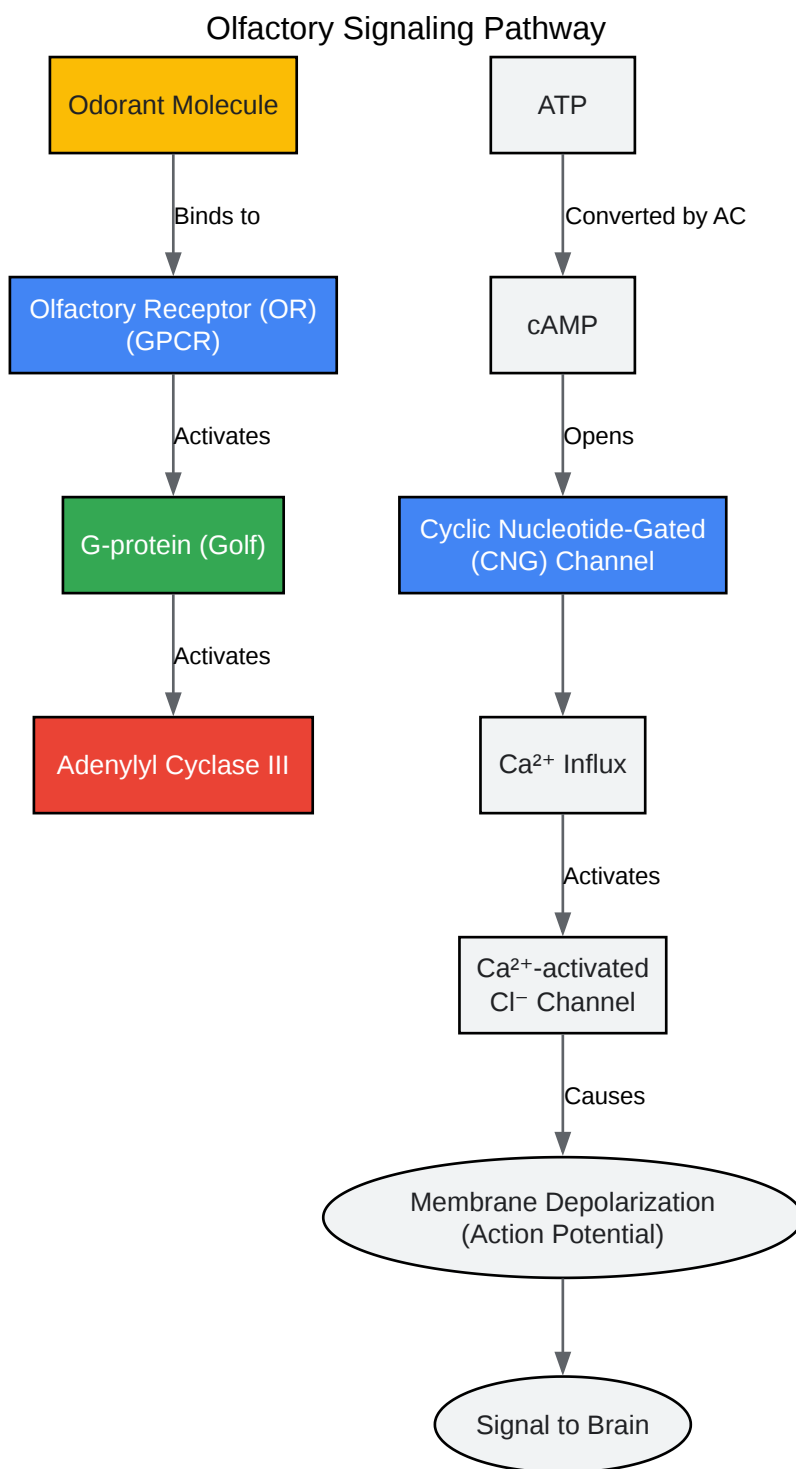 Olfactory Signaling Pathway
Odorant Molecule
Binds to
Olfactory Receptor (OR)
(GPCR)
Activates
G-protein (Golf)
Activates
Adenylyl Cyclase III
ATP
Converted by AC
cAMP
Opens
Cyclic Nucleotide-Gated
(CNG) Channel
Ca²⁺ Influx
Activates
Ca²⁺-activated
Cl⁻ Channel
Causes
Membrane Depolarization
(Action Potential)
Signal to Brain